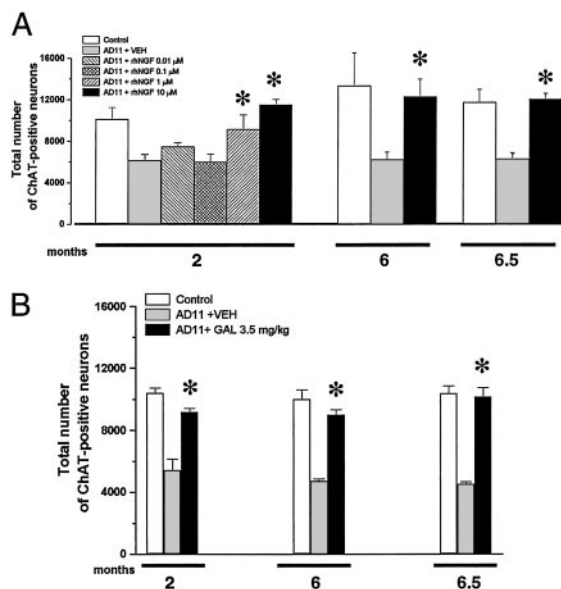 A
Control
AD11 + VEH
AD11 + rhNGF 0.01 µM
AD11 + rhNGF 0.1 µM
AD11 + rhNGF 1 µM
AD11 + rhNGF 10 µM
Total number
of ChAT-positive neurons
16000
12000
8000
4000
0
* * * *
months
2 6 6.5
B
Control
AD11 +VEH
AD11+ GAL 3.5 mg/kg
Total number
of ChAT-positive neurons
16000
12000
8000
4000
0
* * *
months
2 6 6.5